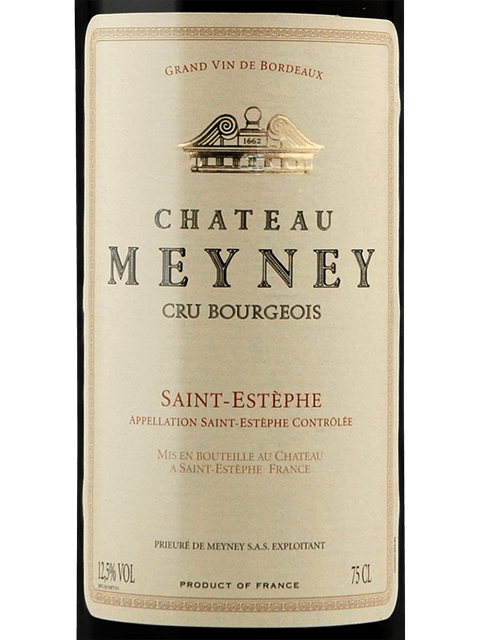 GRAND VIN DE BORDEAUX
1662
CHATEAU
MEYNEY
CRU BOURGEOIS
SAINT-ESTÈPHE
APPELLATION SAINT-ESTÈPHE CONTRÔLÉE
MIS EN BOUTEILLE AU CHATEAU
A SAINT-ESTÈPHE FRANCE
PRIEURÉ DE MEYNEY S.A.S. EXPLOITANT
12,5% VOL
75 CL
PRODUCT OF FRANCE